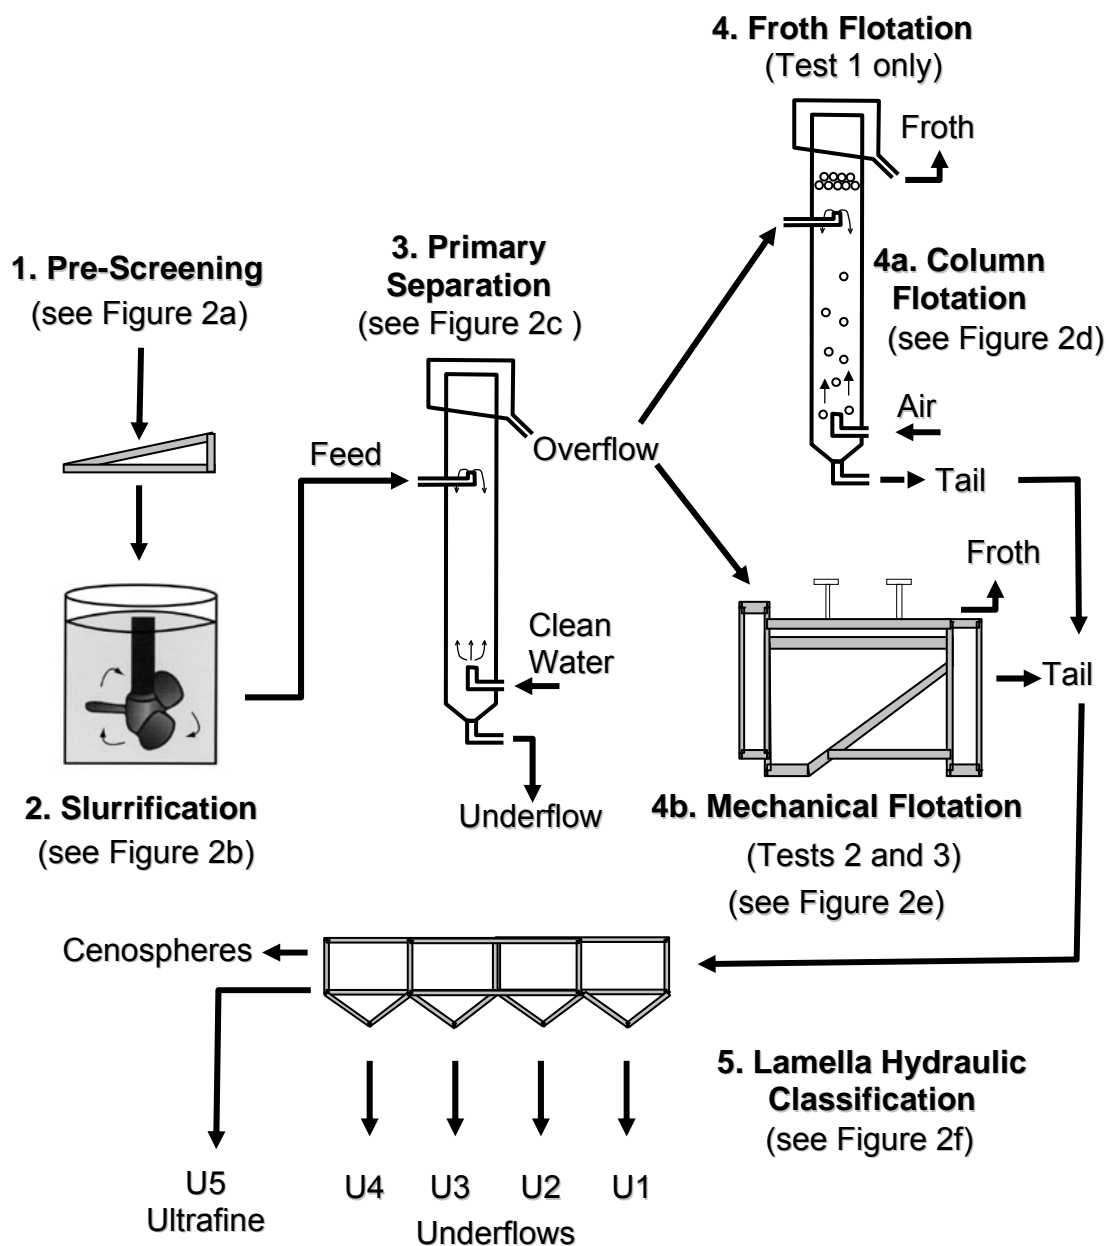 4. Froth Flotation
(Test 1 only)
Froth
1. Pre-Screening
(see Figure 2a)
3. Primary
Separation
(see Figure 2c )
4a. Column
Flotation
(see Figure 2d)
Air
Feed
Overflow
Tail
Froth
Clean
Water
Tail
2. Slurrification
(see Figure 2b)
Underflow
4b. Mechanical Flotation
(Tests 2 and 3)
(see Figure 2e)
Cenospheres
5. Lamella Hydraulic
Classification
(see Figure 2f)
U5
Ultrafine
U4
U3
U2
U1
Underflows